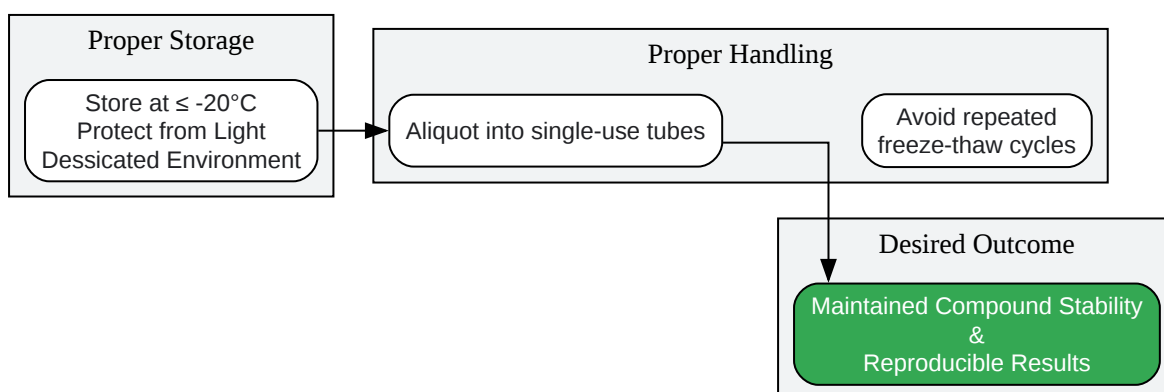 Proper Storage
Store at ≤ -20°C
Protect from Light
Dessicated Environment
Proper Handling
Aliquot into single-use tubes
Avoid repeated
freeze-thaw cycles
Desired Outcome
Maintained Compound Stability
&
Reproducible Results